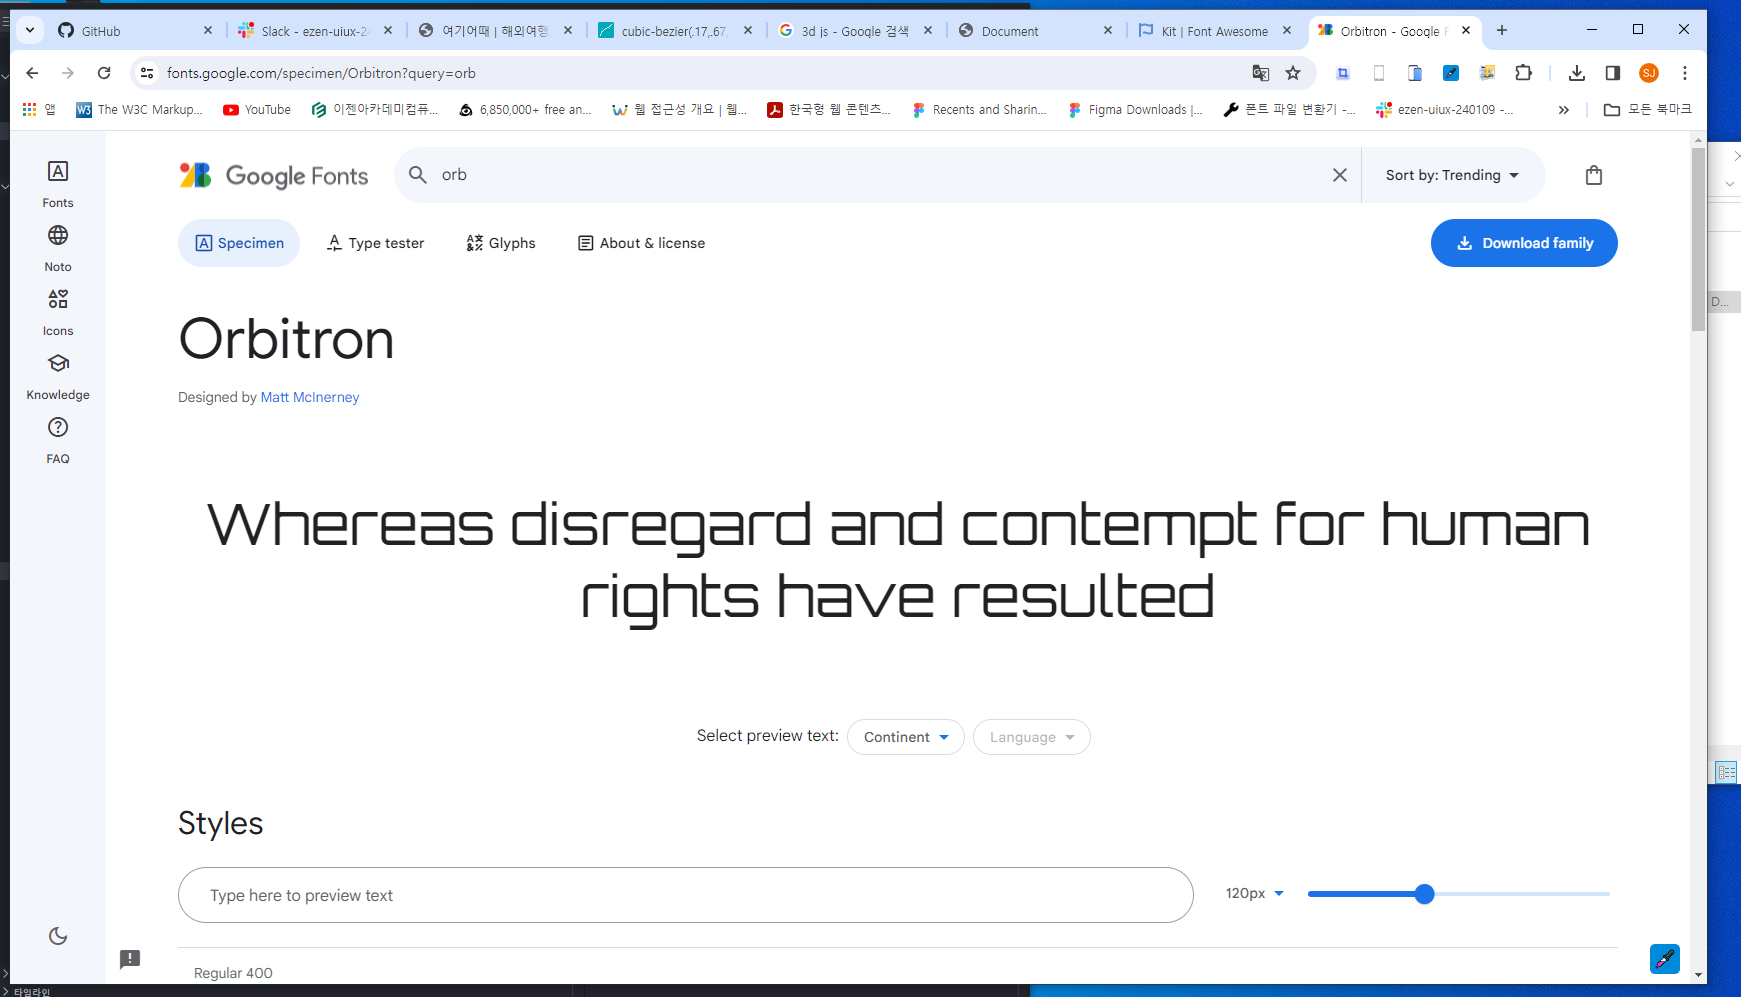 GitHub
Slack - ezen-uiux-24
여기어때 | 해외여행
cubic-bezier(.17,.67,
3d js - Google 검색
Document
Kit | Font Awesome
Orbitron - Google F
fonts.google.com/specimen/Orbitron?query=orb
SJ
앱
The W3C Markup...
YouTube
이젠아카데미컴퓨...
6,850,000+ free an...
웹 접근성 개요 | 웹...
한국형 웹 콘텐츠...
Recents and Sharin...
Figma Downloads |...
폰트 파일 변환기 -...
ezen-uiux-240109 -...
모든 북마크
Google Fonts
orb
Sort by: Trending
Fonts
Noto
Icons
Knowledge
FAQ
Specimen
Type tester
Glyphs
About & license
Download family
Orbitron
Designed by Matt McInerney
Whereas disregard and contempt for human
rights have resulted
Select preview text:
Continent
Language
Styles
Type here to preview text
120px
Regular 400
D...
타임라인